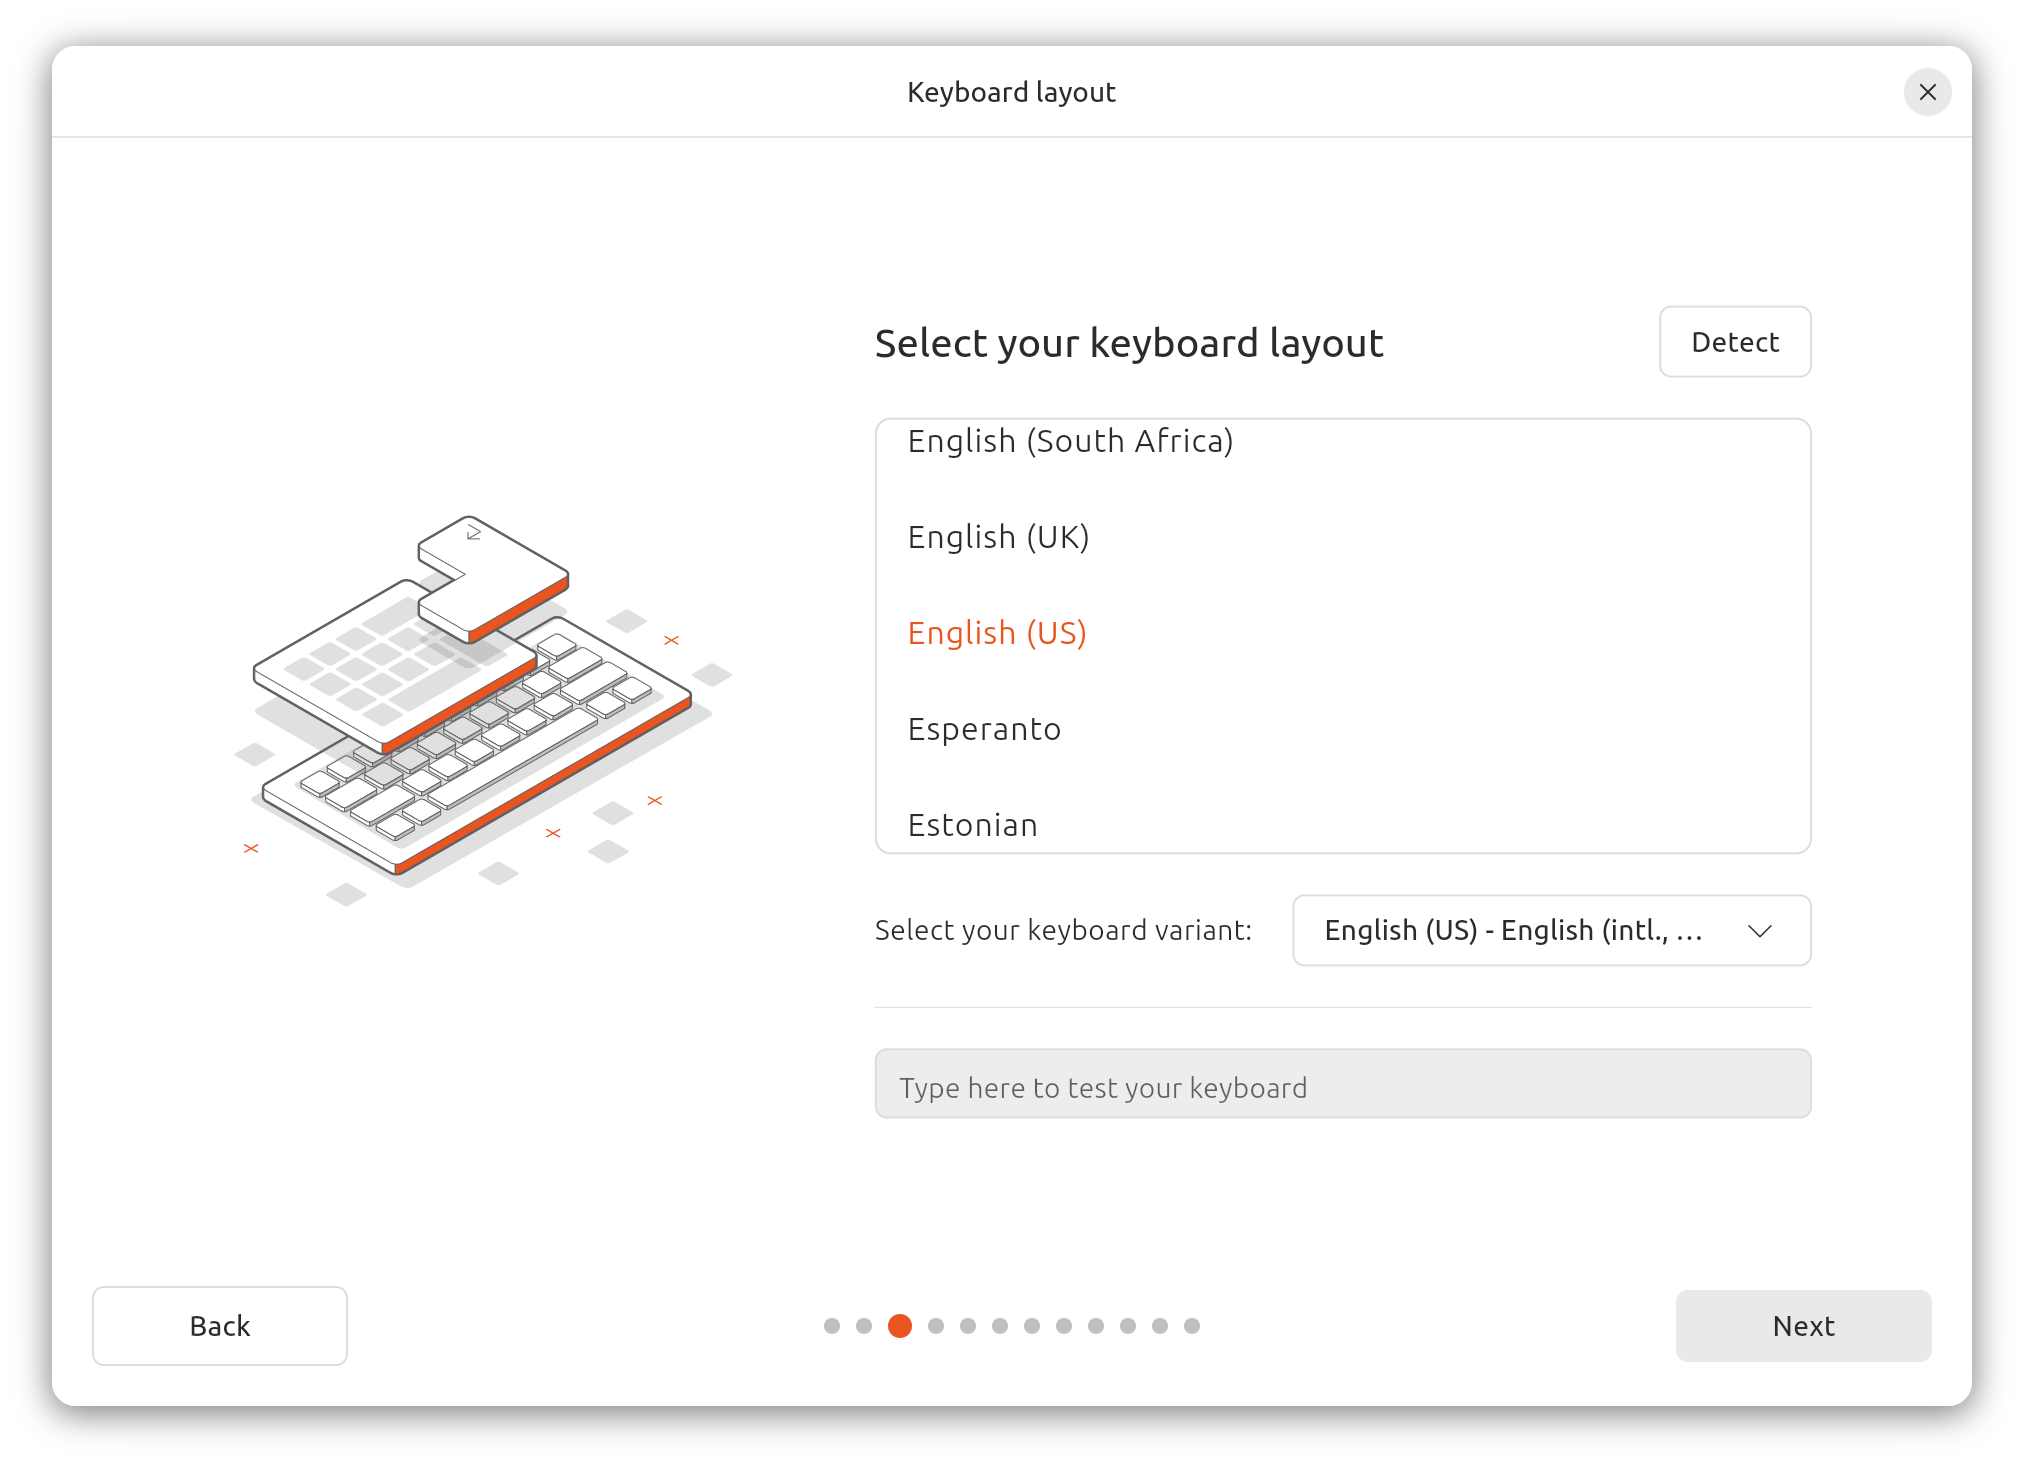 Keyboard layout
Select your keyboard layout
Detect
English (South Africa)
English (UK)
English (US)
Esperanto
Estonian
Select your keyboard variant:
English (US) - English (intl., ...
Type here to test your keyboard
Back
Next